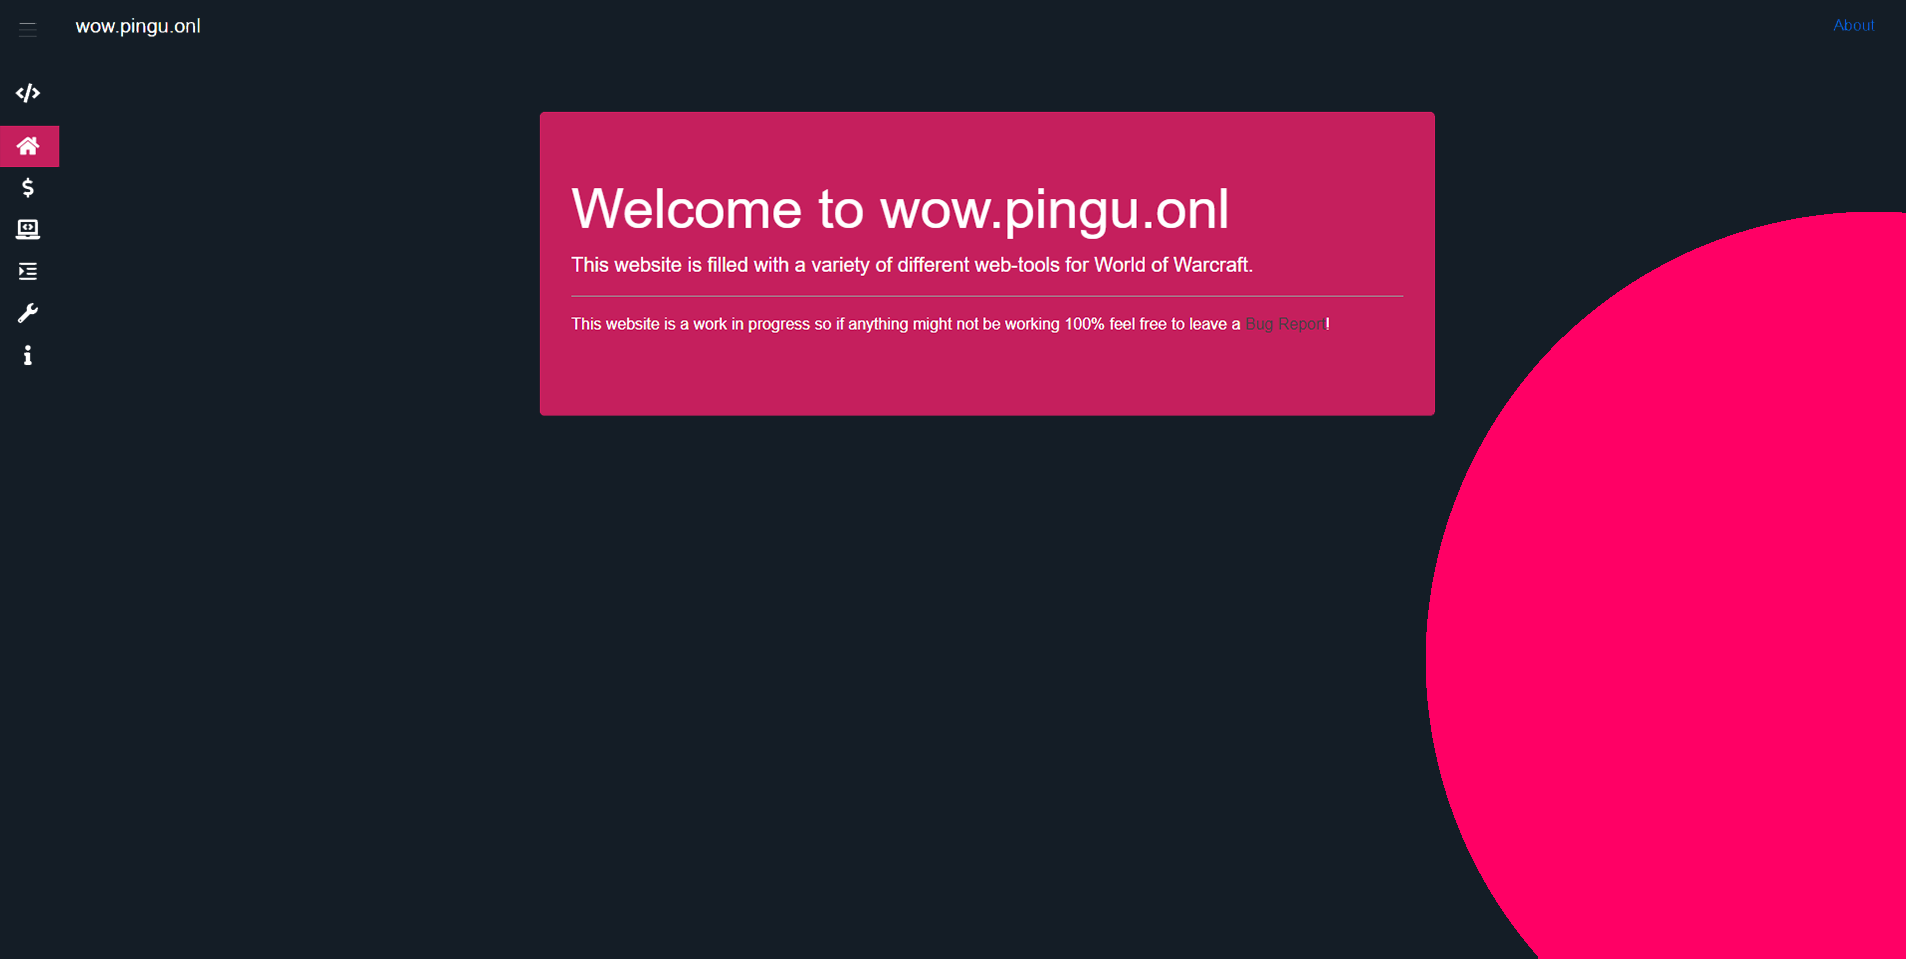 wow.pingu.onl
About
Welcome to wow.pingu.onl
This website is filled with a variety of different web-tools for World of Warcraft.
This website is a work in progress so if anything might not be working 100% feel free to leave a Bug Report!